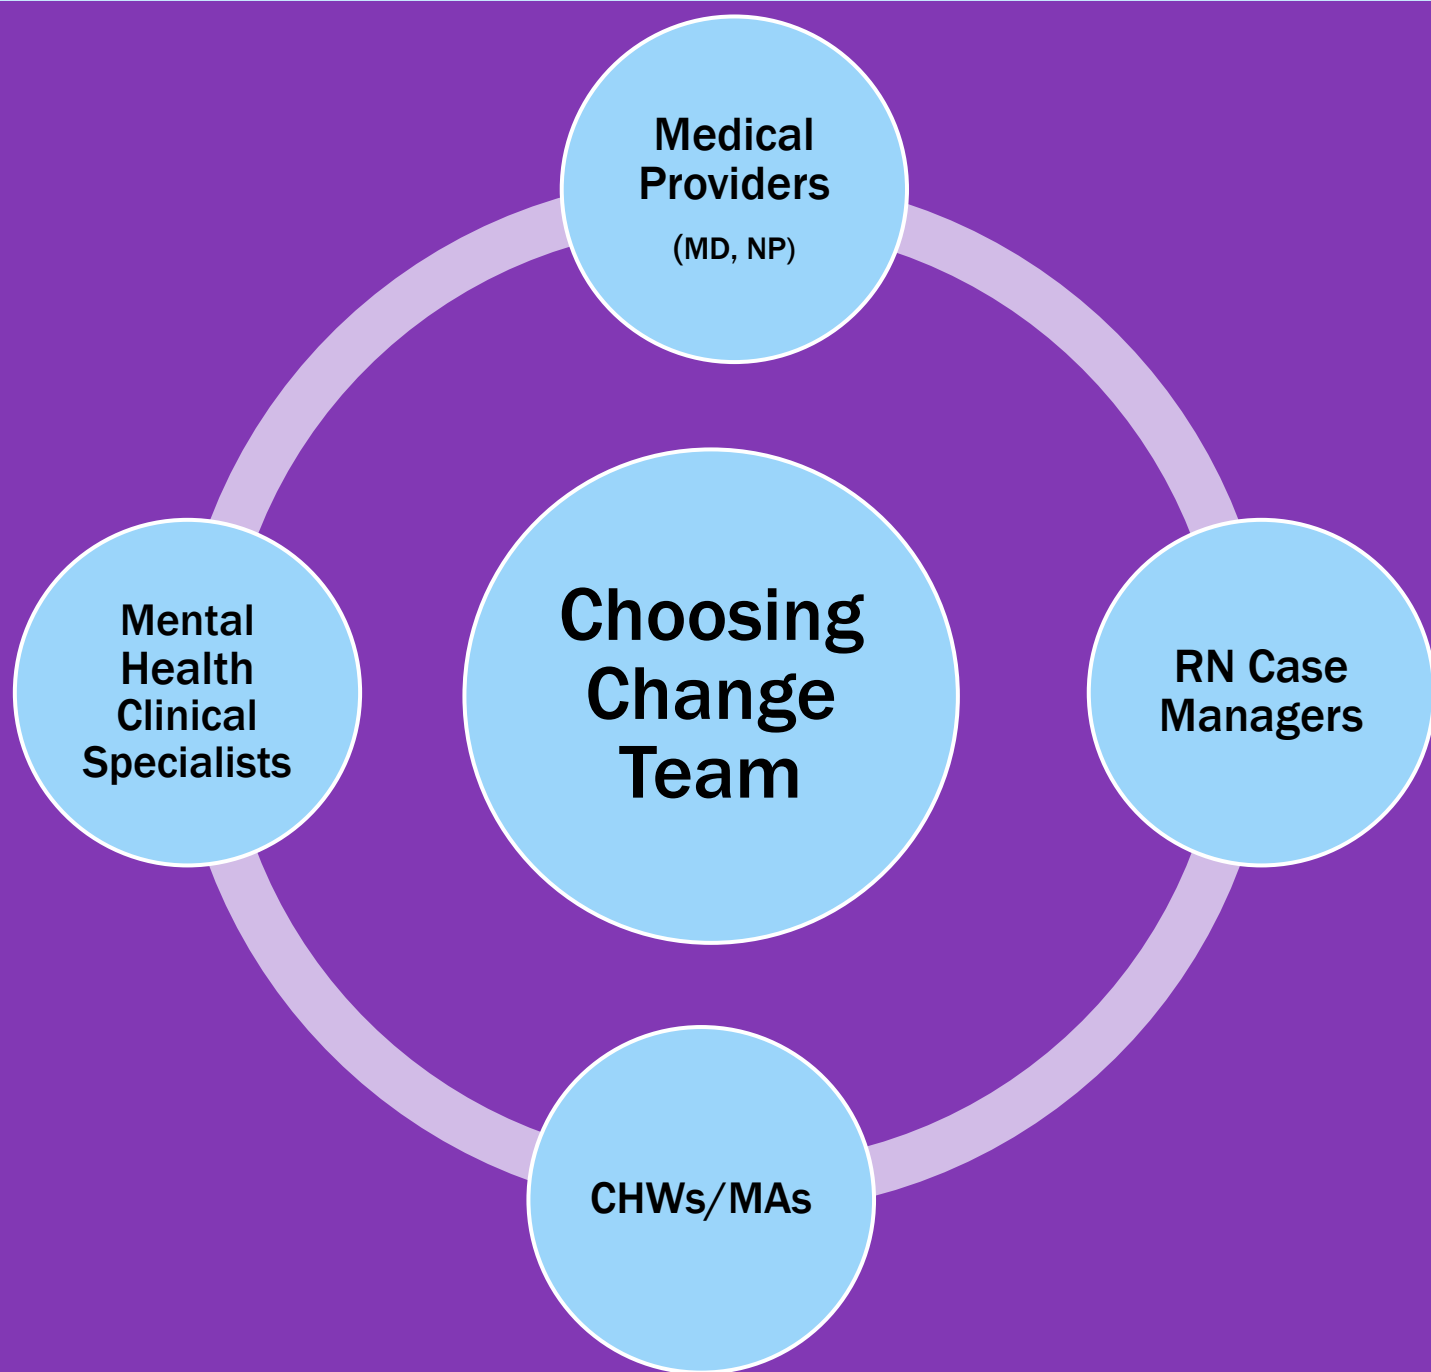 Medical
Providers
(MD, NP)
Mental
Health
Clinical
Specialists
Choosing
Change
Team
RN Case
Managers
CHWs/MAs